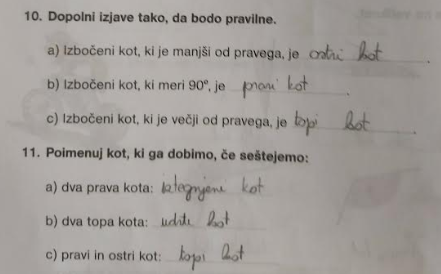 10. Dopolni izjave tako, da bodo pravilne.
a) Izbočeni kot, ki je manjši od pravega, je ostri kot.
b) Izbočeni kot, ki meri 90°, je pravi kot.
c) Izbočeni kot, ki je večji od pravega, je topi kot.
11. Poimenuj kot, ki ga dobimo, če seštejemo:
a) dva prava kota: iztegnjeni kot
b) dva topa kota: udrti kot
c) pravi in ostri kot: topi kot